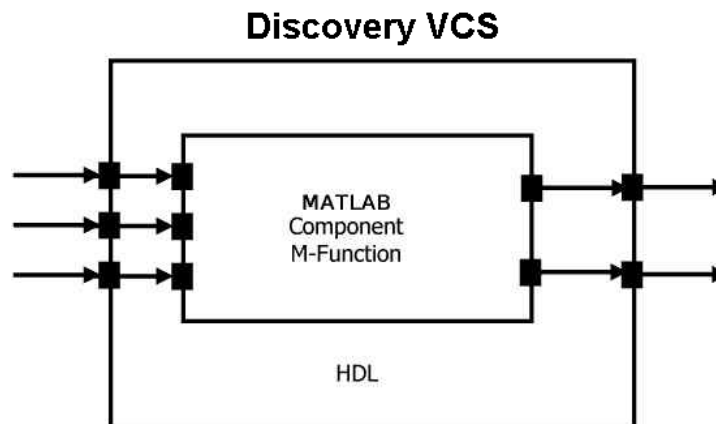 Discovery VCS
MATLAB
Component
M-Function
HDL